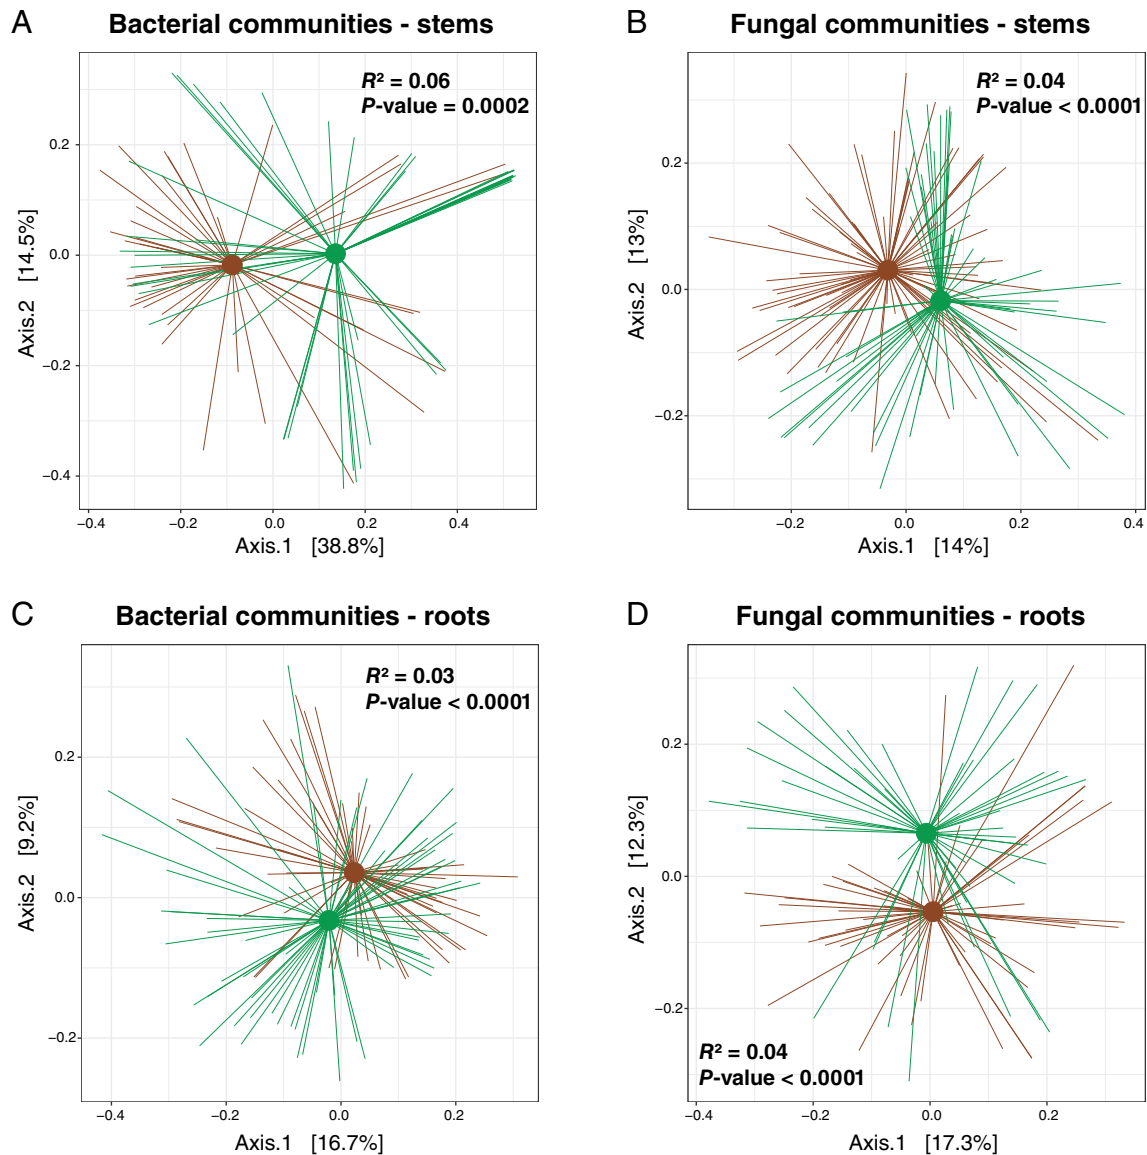 A
Bacterial communities - stems
R² = 0.06
P-value = 0.0002
0.2
0.0
−0.2
−0.4
Axis.2 [14.5%]
−0.4 −0.2 0.0 0.2 0.4
Axis.1 [38.8%]
B
Fungal communities - stems
R² = 0.04
P-value < 0.0001
0.2
0.0
−0.2
Axis.2 [13%]
−0.2 0.0 0.2 0.4
Axis.1 [14%]
C
Bacterial communities - roots
R² = 0.03
P-value < 0.0001
0.2
0.0
−0.2
Axis.2 [9.2%]
−0.4 −0.2 0.0 0.2
Axis.1 [16.7%]
D
Fungal communities - roots
0.2
0.0
−0.2
Axis.2 [12.3%]
R² = 0.04
P-value < 0.0001
−0.4 −0.2 0.0 0.2
Axis.1 [17.3%]